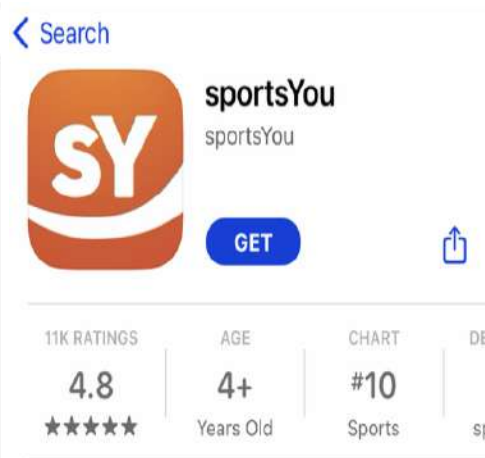 Search
sY
sportsYou
sportsYou
GET
11K RATINGS
AGE
CHART
4.8
4+
#10
★★★★★
Years Old
Sports